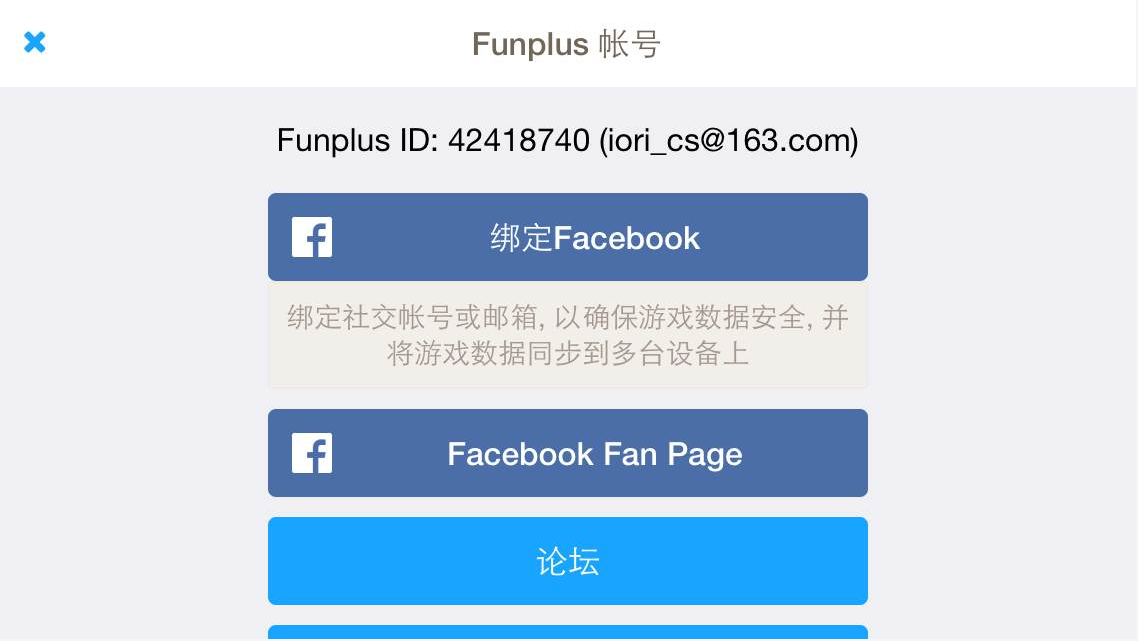 Funplus 帐号
Funplus ID: 42418740 (iori_cs@163.com)
绑定Facebook
绑定社交帐号或邮箱, 以确保游戏数据安全, 并
将游戏数据同步到多台设备上
Facebook Fan Page
论坛